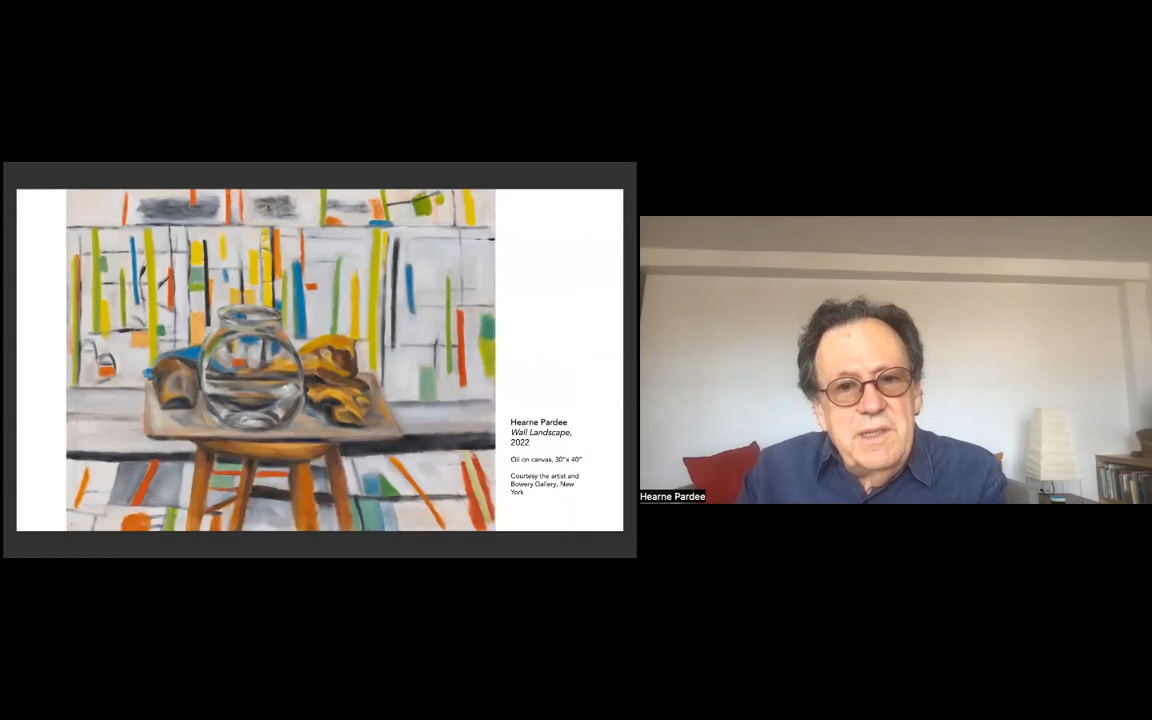 Hearne Pardee
Wall Landscape,
2022
Oil on canvas, 30"x 40"
Courtesy the artist and
Bowery Gallery, New
York
Hearne Pardee